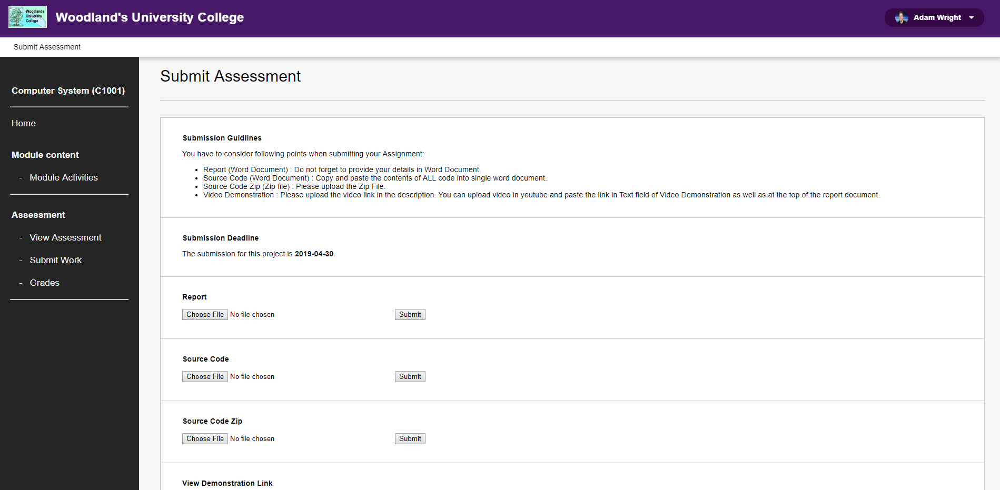 Woodlands
University
College
Woodland's University College
Adam Wright
Submit Assessment
Computer System (C1001)
Home
Module content
- Module Activities
Assessment
- View Assessment
- Submit Work
- Grades
Submit Assessment
Submission Guidlines
You have to consider following points when submitting your Assignment:
• Report (Word Document) : Do not forget to provide your details in Word Document.
• Source Code (Word Document) : Copy and paste the contents of ALL code into single word document.
• Source Code Zip (Zip file) : Please upload the Zip File.
• Video Demonstration : Please upload the video link in the description. You can upload video in youtube and paste the link in Text field of Video Demonstration as well as at the top of the report document.
Submission Deadline
The submission for this project is 2019-04-30.
Report
Choose File No file chosen Submit
Source Code
Choose File No file chosen Submit
Source Code Zip
Choose File No file chosen Submit
View Demonstration Link